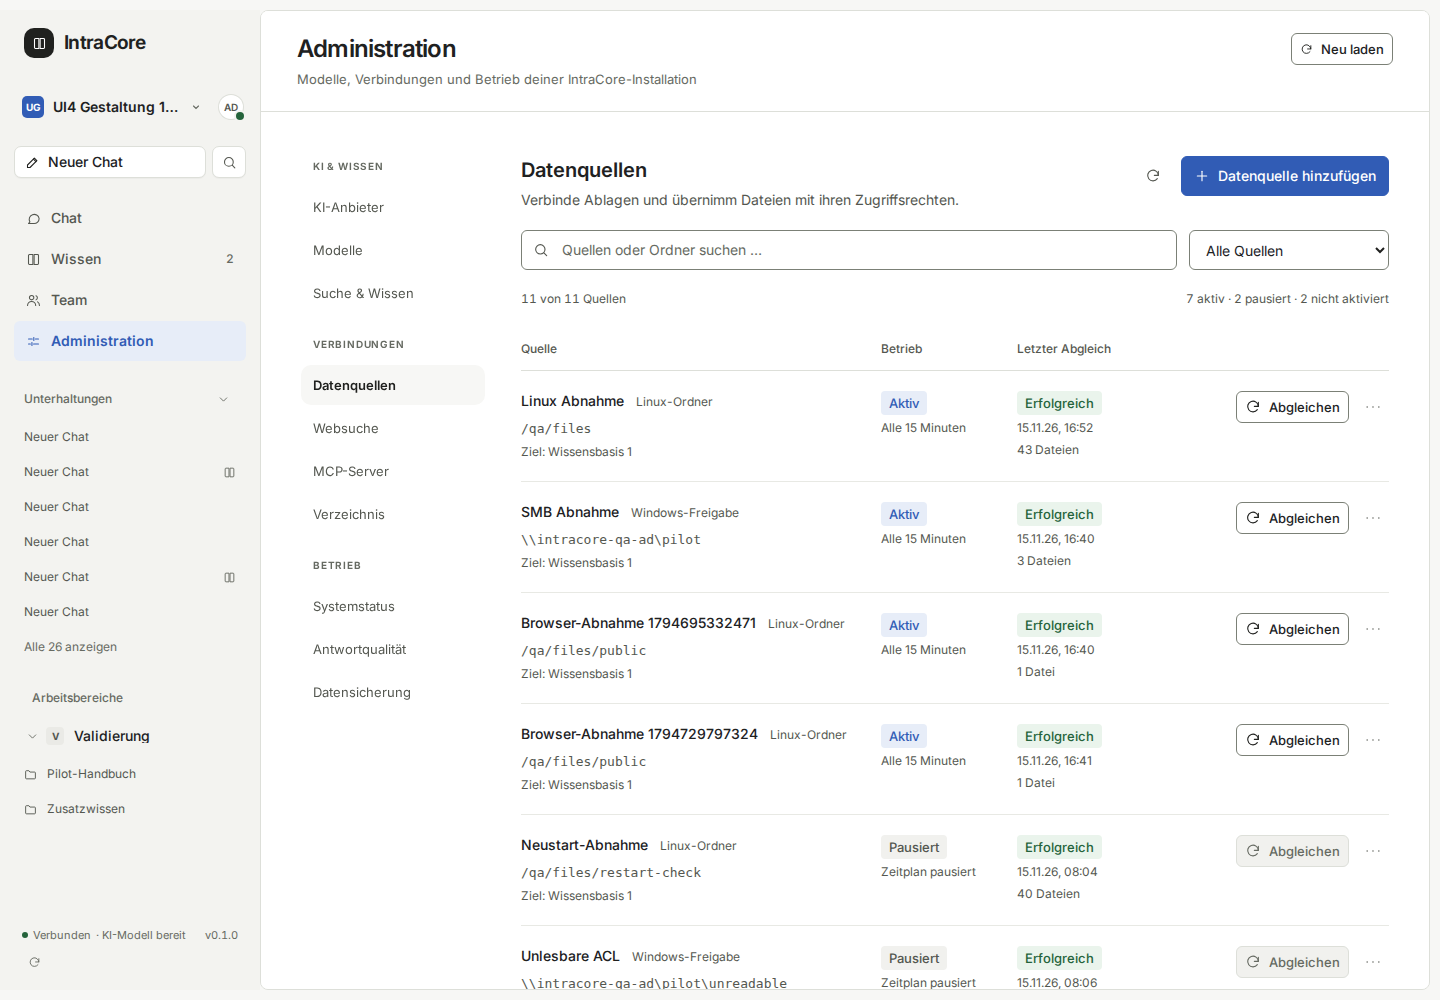 IntraCore
UG UI4 Gestaltung 1... AD
Neuer Chat
Chat
Wissen 2
Team
Administration
Unterhaltungen
Neuer Chat
Neuer Chat
Neuer Chat
Neuer Chat
Neuer Chat
Neuer Chat
Alle 26 anzeigen
Arbeitsbereiche
V Validierung
Pilot-Handbuch
Zusatzwissen
Verbunden · KI-Modell bereit v0.1.0
Administration
Modelle, Verbindungen und Betrieb deiner IntraCore-Installation
Neu laden
KI & WISSEN
KI-Anbieter
Modelle
Suche & Wissen
VERBINDUNGEN
Datenquellen
Websuche
MCP-Server
Verzeichnis
BETRIEB
Systemstatus
Antwortqualität
Datensicherung
Datenquellen
Verbinde Ablagen und übernimm Dateien mit ihren Zugriffsrechten.
Datenquelle hinzufügen
Quellen oder Ordner suchen ...
Alle Quellen
11 von 11 Quellen
7 aktiv · 2 pausiert · 2 nicht aktiviert
Quelle Betrieb Letzter Abgleich
Linux Abnahme Linux-Ordner Aktiv Erfolgreich Abgleichen ...
/qa/files Alle 15 Minuten 15.11.26, 16:52
Ziel: Wissensbasis 1 43 Dateien
SMB Abnahme Windows-Freigabe Aktiv Erfolgreich Abgleichen ...
\\intracore-qa-ad\pilot Alle 15 Minuten 15.11.26, 16:40
Ziel: Wissensbasis 1 3 Dateien
Browser-Abnahme 1794695332471 Linux-Ordner Aktiv Erfolgreich Abgleichen ...
/qa/files/public Alle 15 Minuten 15.11.26, 16:40
Ziel: Wissensbasis 1 1 Datei
Browser-Abnahme 1794729797324 Linux-Ordner Aktiv Erfolgreich Abgleichen ...
/qa/files/public Alle 15 Minuten 15.11.26, 16:41
Ziel: Wissensbasis 1 1 Datei
Neustart-Abnahme Linux-Ordner Pausiert Erfolgreich Abgleichen ...
/qa/files/restart-check Zeitplan pausiert 15.11.26, 08:04
Ziel: Wissensbasis 1 40 Dateien
Unlesbare ACL Windows-Freigabe Pausiert Erfolgreich Abgleichen ...
\\intracore-qa-ad\pilot\unreadable Zeitplan pausiert 15.11.26, 08:06